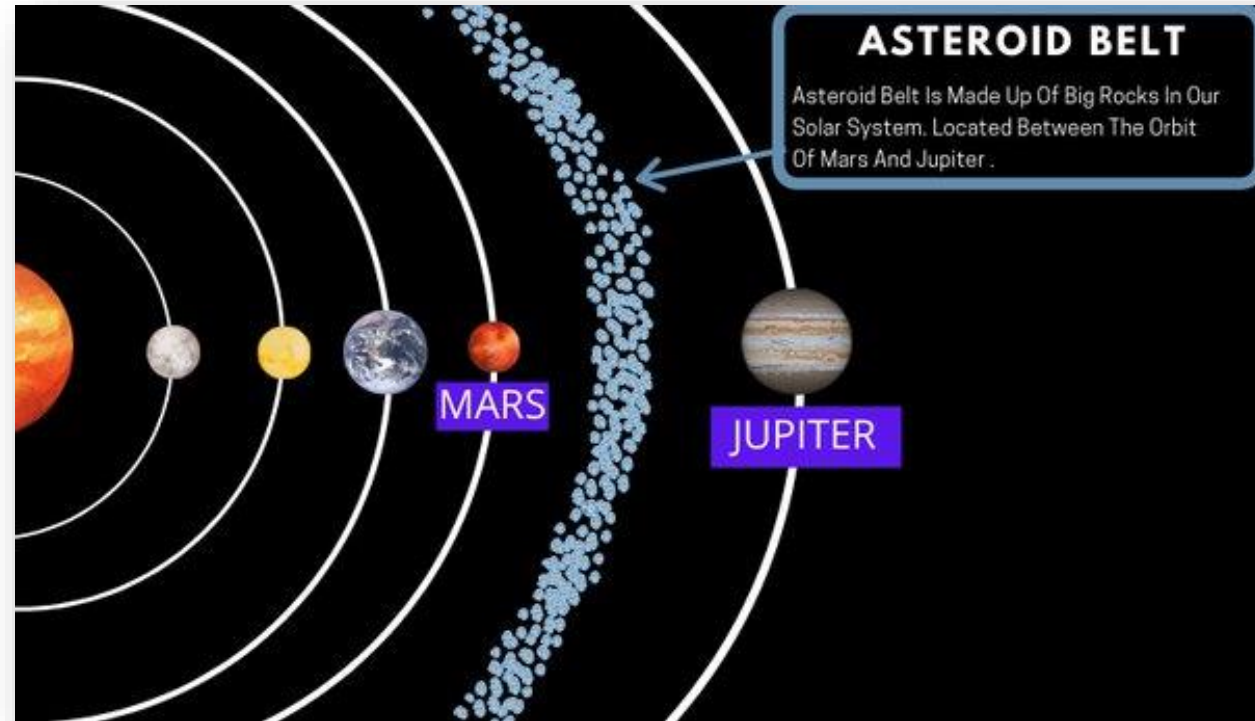 ASTEROID BELT
Asteroid Belt Is Made Up Of Big Rocks In Our
Solar System. Located Between The Orbit
Of Mars And Jupiter .
MARS
JUPITER